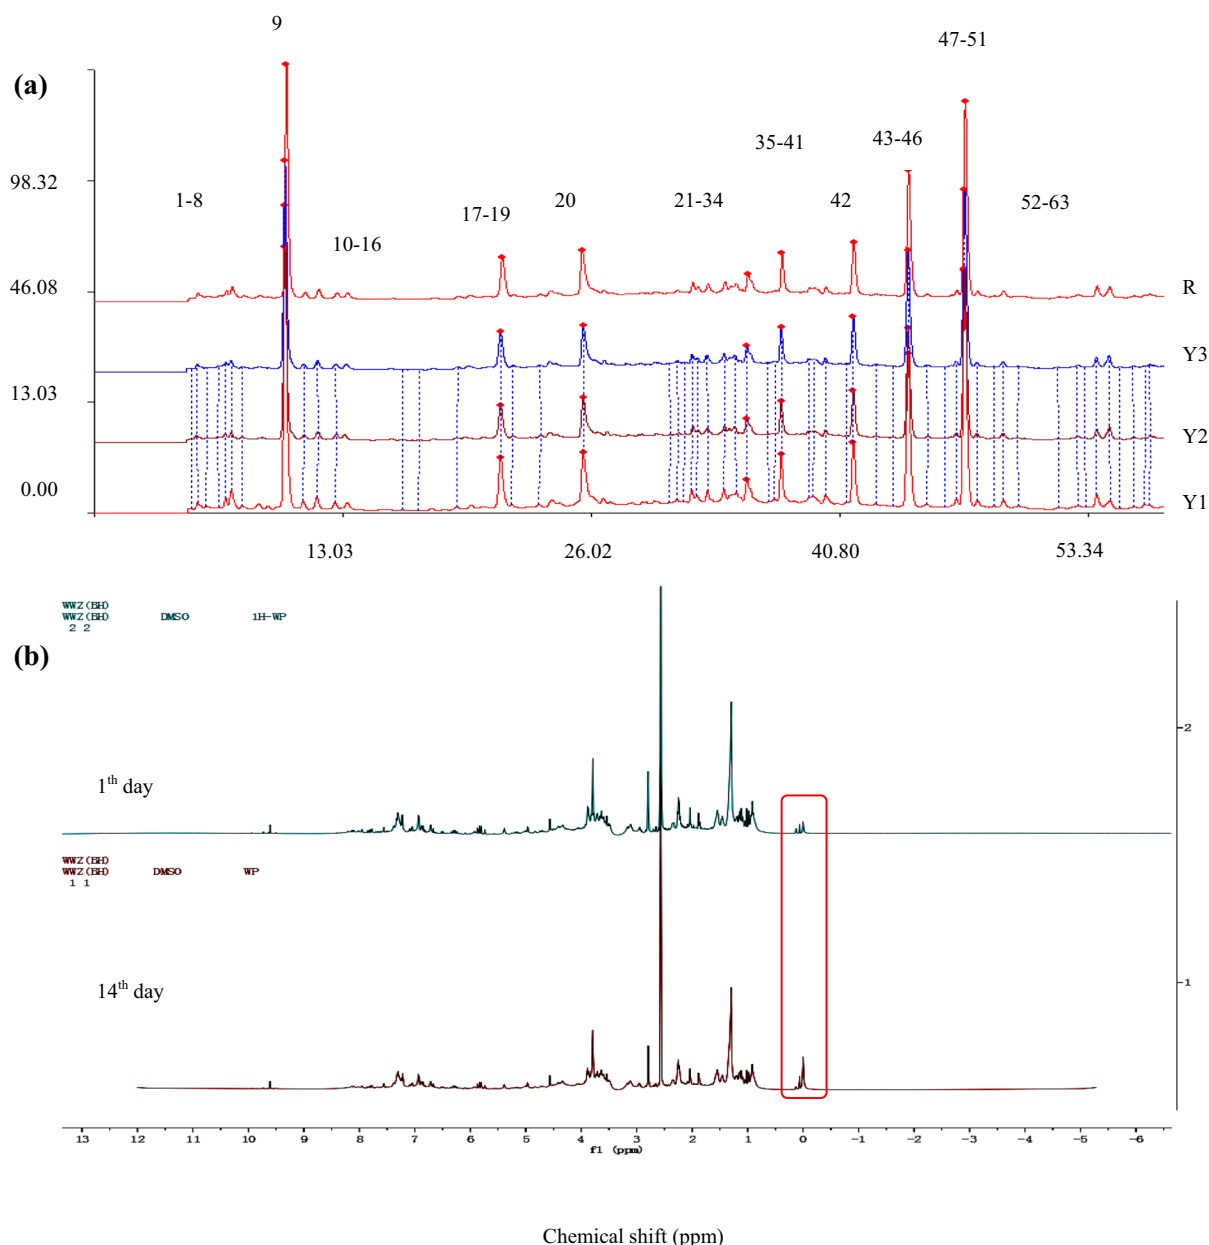 9
47-51
(a)
35-41
43-46
98.32
1-8
17-19
20
21-34
42
52-63
10-16
46.08
R
Y3
13.03
Y2
0.00
Y1
13.03
26.02
40.80
53.34
WWZ(BH)
WWZ(BH) DMSO 1H-WP
2 2
(b)
2
1th day
WWZ(BH)
WWZ(BH) DMSO WP
1 1
14th day
1
13 12 11 10 9 8 7 6 5 4 3 2 1 0 -1 -2 -3 -4 -5 -6
f1 (ppm)
Chemical shift (ppm)